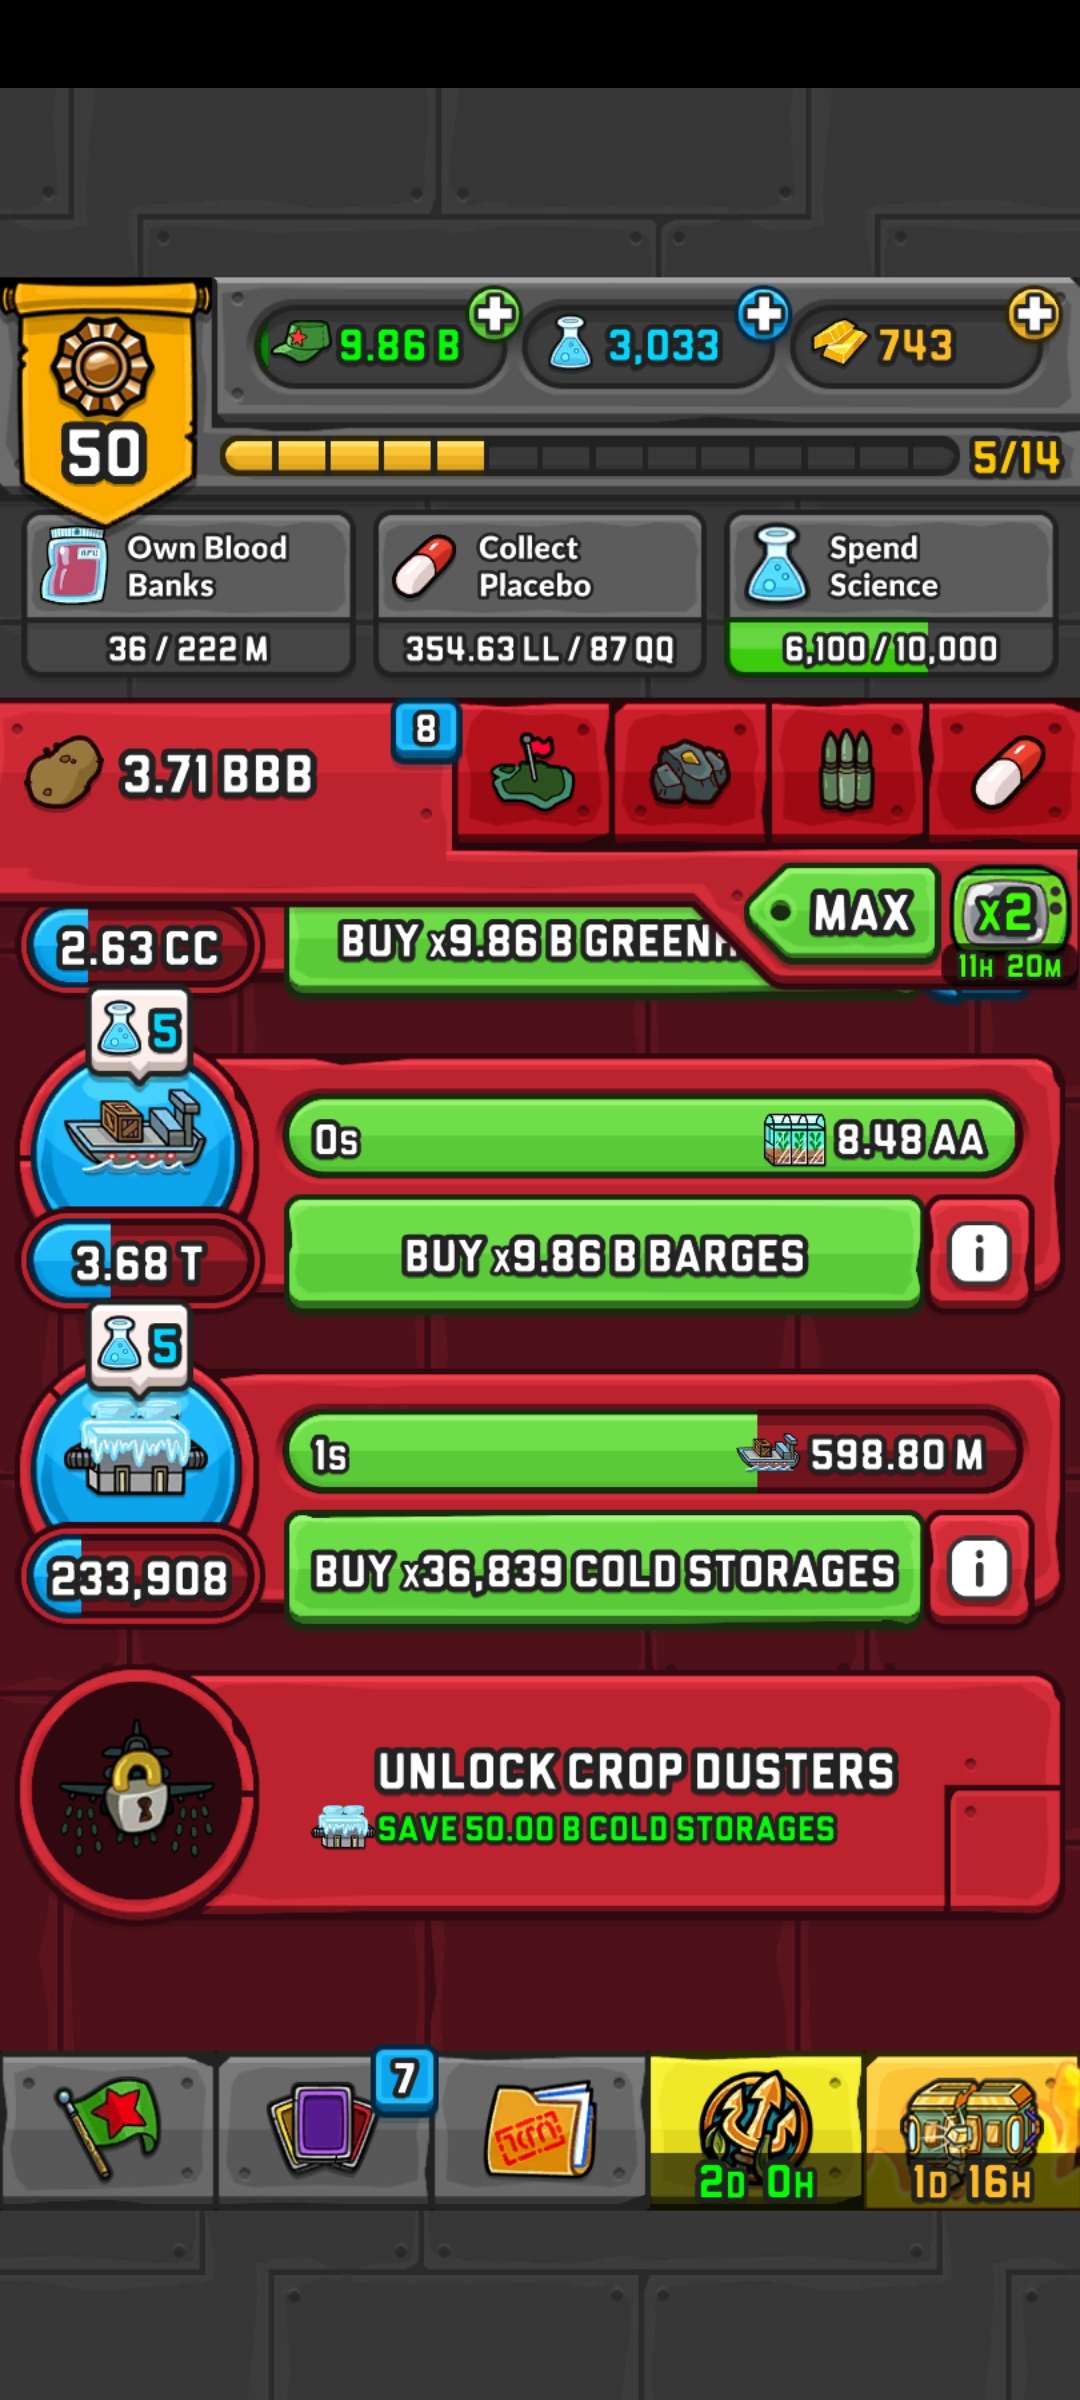 9.86 B
3,033
743
50
5/14
Own Blood
Banks
36 / 222 M
Collect
Placebo
354.63 LL / 87 QQ
Spend
Science
6,100 / 10,000
3.71 BBB
8
MAX
x2
11H 20M
2.63 CC
BUY x9.86 B GREENH
5
0s
8.48 AA
3.68 T
BUY x9.86 B BARGES
i
5
1s
598.80 M
233,908
BUY x36,839 COLD STORAGES
i
UNLOCK CROP DUSTERS
SAVE 50.00 B COLD STORAGES
7
2D 0H
1D 16H